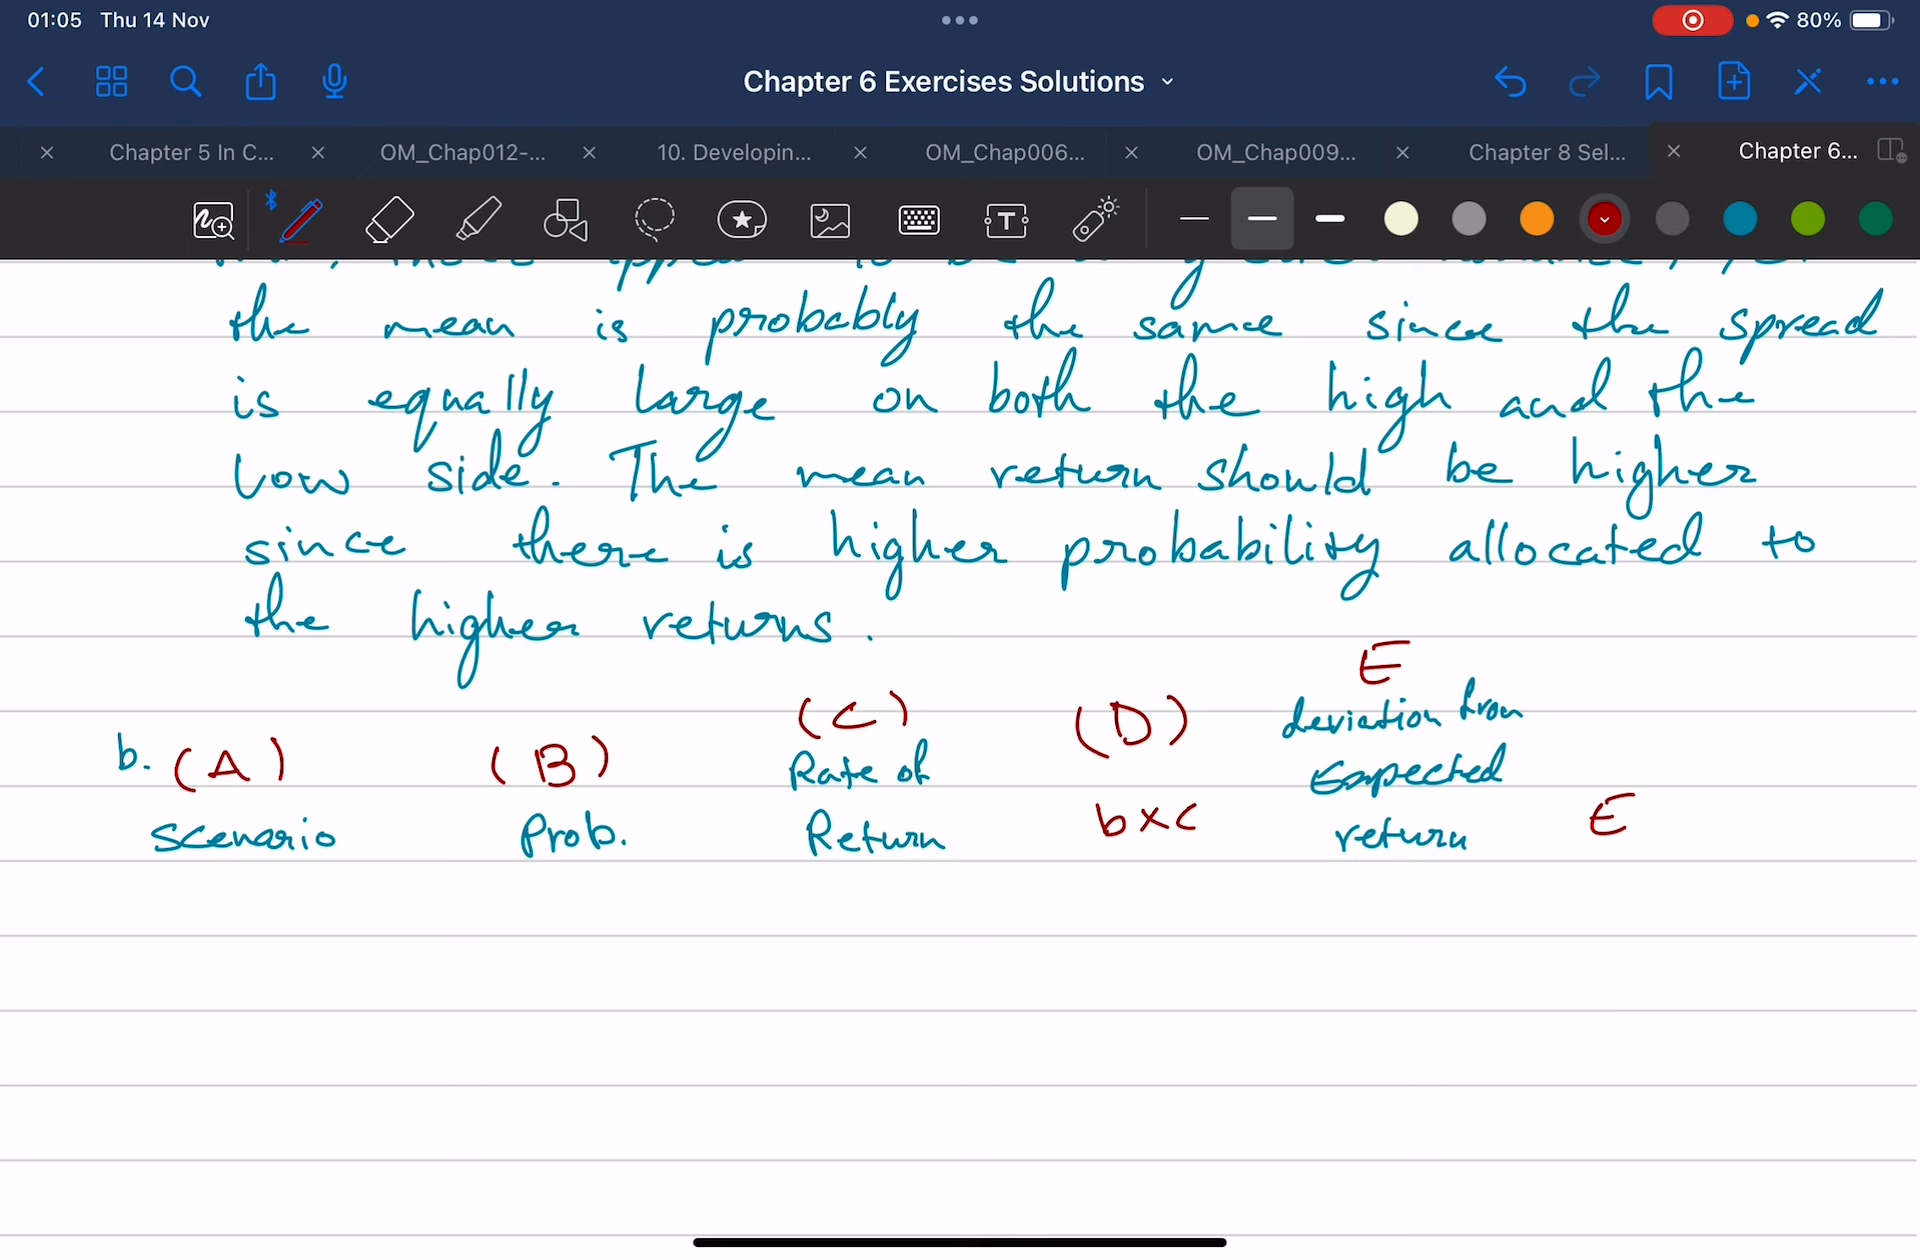 01:05 Thu 14 Nov
80%
Chapter 6 Exercises Solutions
Chapter 5 In C...
OM_Chap012-...
10. Developin...
OM_Chap006...
OM_Chap009...
Chapter 8 Sel...
Chapter 6...
the mean is probably the same since the spread
is equally large on both the high and the
low side. The mean return should be higher
since there is higher probability allocated to
the higher returns.
b. (A) (B) (C) (D) E
Scenario Prob. Rate of Return b×c deviation from Expected return E